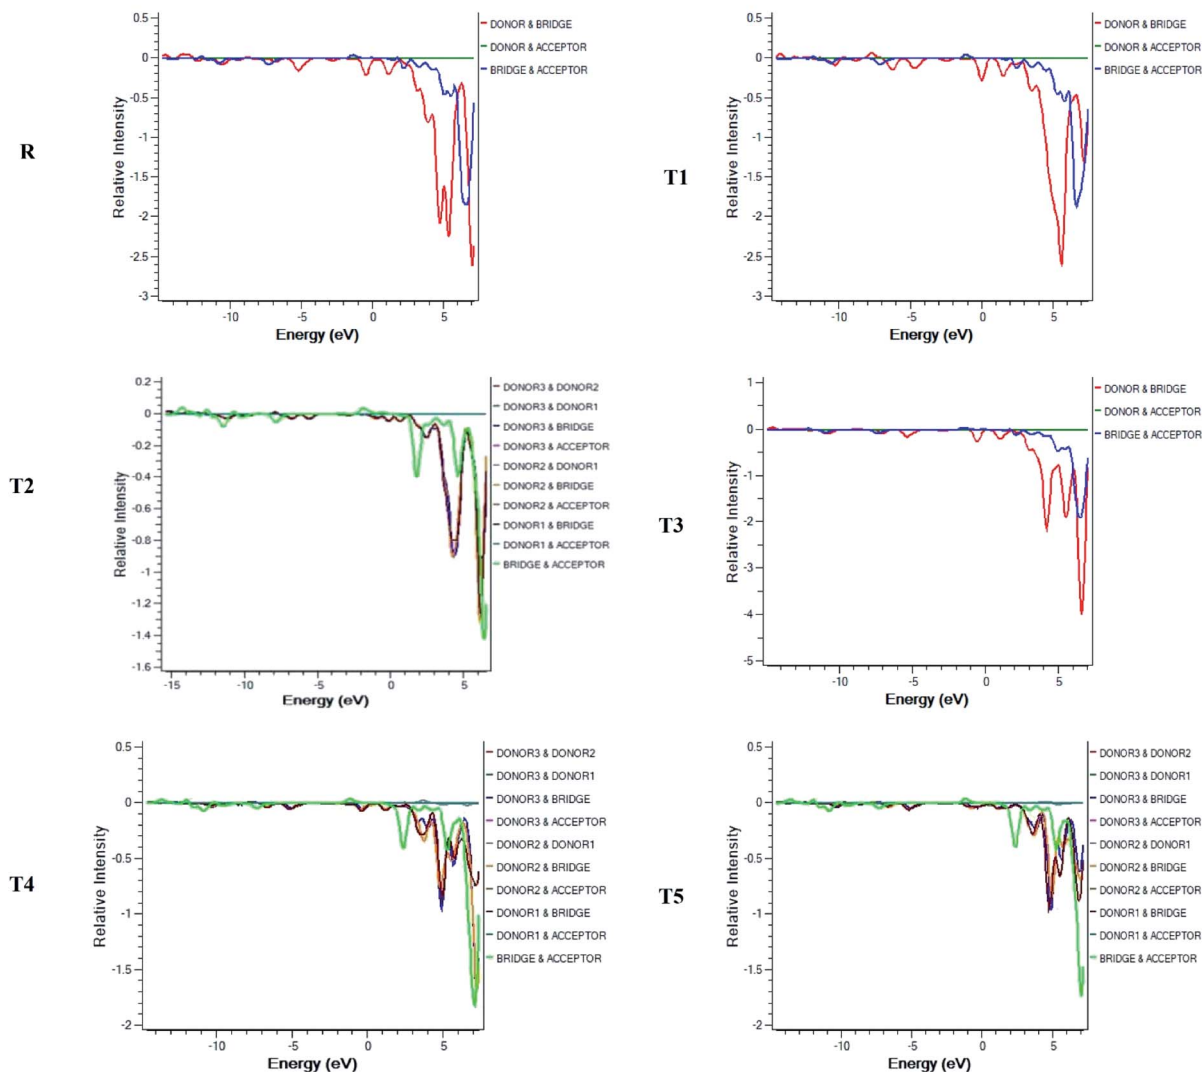 R
0.5
0
-0.5
-1
-1.5
-2
-2.5
-3
Relative Intensity
-10
-5
0
5
Energy (eV)
DONOR & BRIDGE
DONOR & ACCEPTOR
BRIDGE & ACCEPTOR
T1
0.5
0
-0.5
-1
-1.5
-2
-2.5
-3
Relative Intensity
-10
-5
0
5
Energy (eV)
DONOR & BRIDGE
DONOR & ACCEPTOR
BRIDGE & ACCEPTOR
T2
0.2
0
-0.2
-0.4
-0.6
-0.8
-1
-1.2
-1.4
-1.6
Relative Intensity
-15
-10
-5
0
5
Energy (eV)
DONOR3 & DONOR2
DONOR3 & DONOR1
DONOR3 & BRIDGE
DONOR3 & ACCEPTOR
DONOR2 & DONOR1
DONOR2 & BRIDGE
DONOR2 & ACCEPTOR
DONOR1 & BRIDGE
DONOR1 & ACCEPTOR
BRIDGE & ACCEPTOR
T3
1
0
-1
-2
-3
-4
-5
Relative Intensity
-10
-5
0
5
Energy (eV)
DONOR & BRIDGE
DONOR & ACCEPTOR
BRIDGE & ACCEPTOR
T4
0.5
0
-0.5
-1
-1.5
-2
Relative Intensity
-10
-5
0
5
Energy (eV)
DONOR3 & DONOR2
DONOR3 & DONOR1
DONOR3 & BRIDGE
DONOR3 & ACCEPTOR
DONOR2 & DONOR1
DONOR2 & BRIDGE
DONOR2 & ACCEPTOR
DONOR1 & BRIDGE
DONOR1 & ACCEPTOR
BRIDGE & ACCEPTOR
T5
0.5
0
-0.5
-1
-1.5
-2
Relative Intensity
-10
-5
0
5
Energy (eV)
DONOR3 & DONOR2
DONOR3 & DONOR1
DONOR3 & BRIDGE
DONOR3 & ACCEPTOR
DONOR2 & DONOR1
DONOR2 & BRIDGE
DONOR2 & ACCEPTOR
DONOR1 & BRIDGE
DONOR1 & ACCEPTOR
BRIDGE & ACCEPTOR